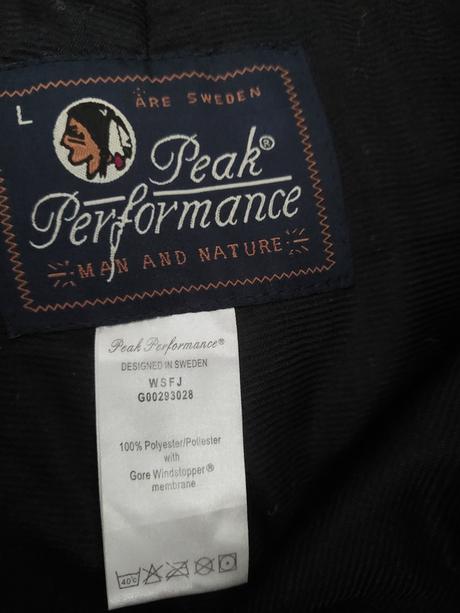 L
ÅRE SWEDEN
Peak®
Performance
MAN AND NATURE
Peak Performance®
DESIGNED IN SWEDEN
WSFJ
G00293028
100% Polyester/Poliester
with
Gore Windstopper®
membrane
40°C